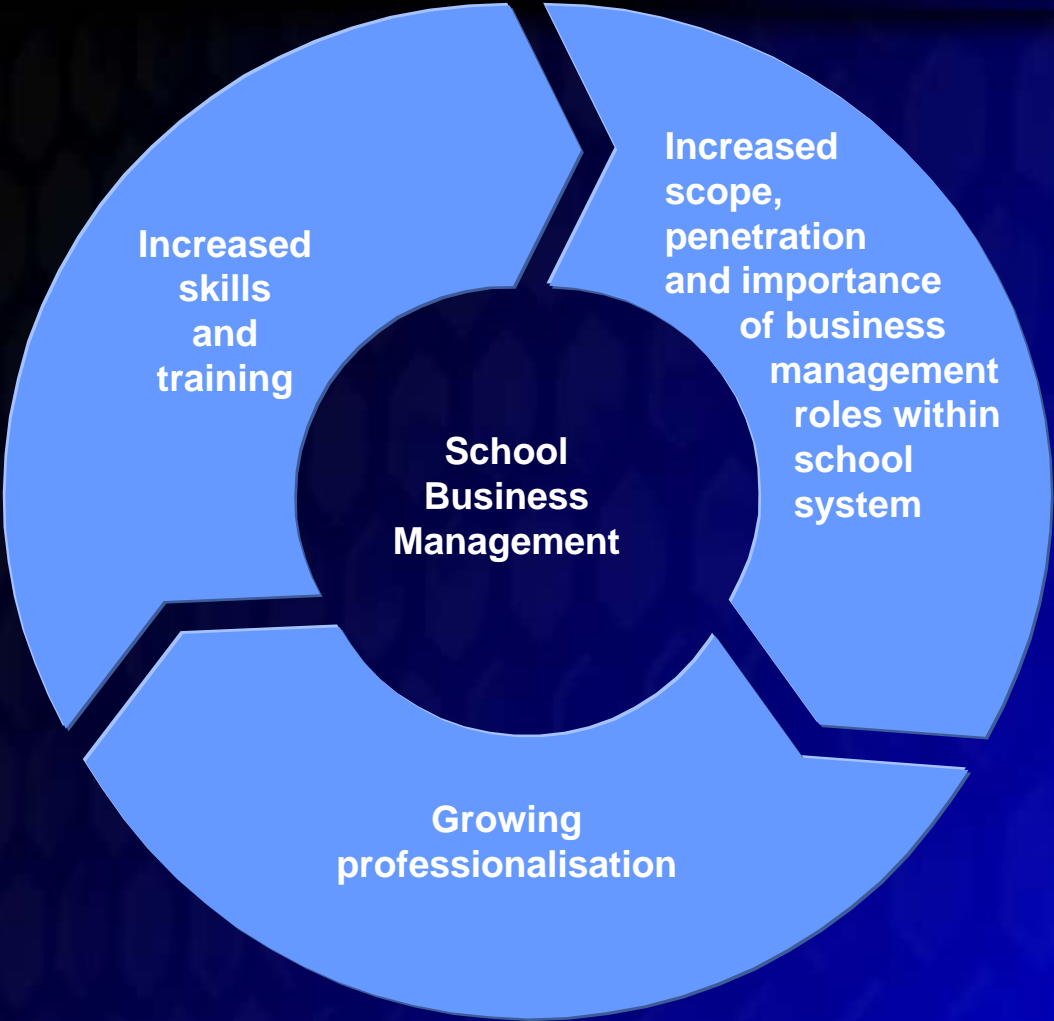 Increased
skills
and
training
Increased
scope,
penetration
and importance
of business
management
roles within
school
system
School
Business
Management
Growing
professionalisation